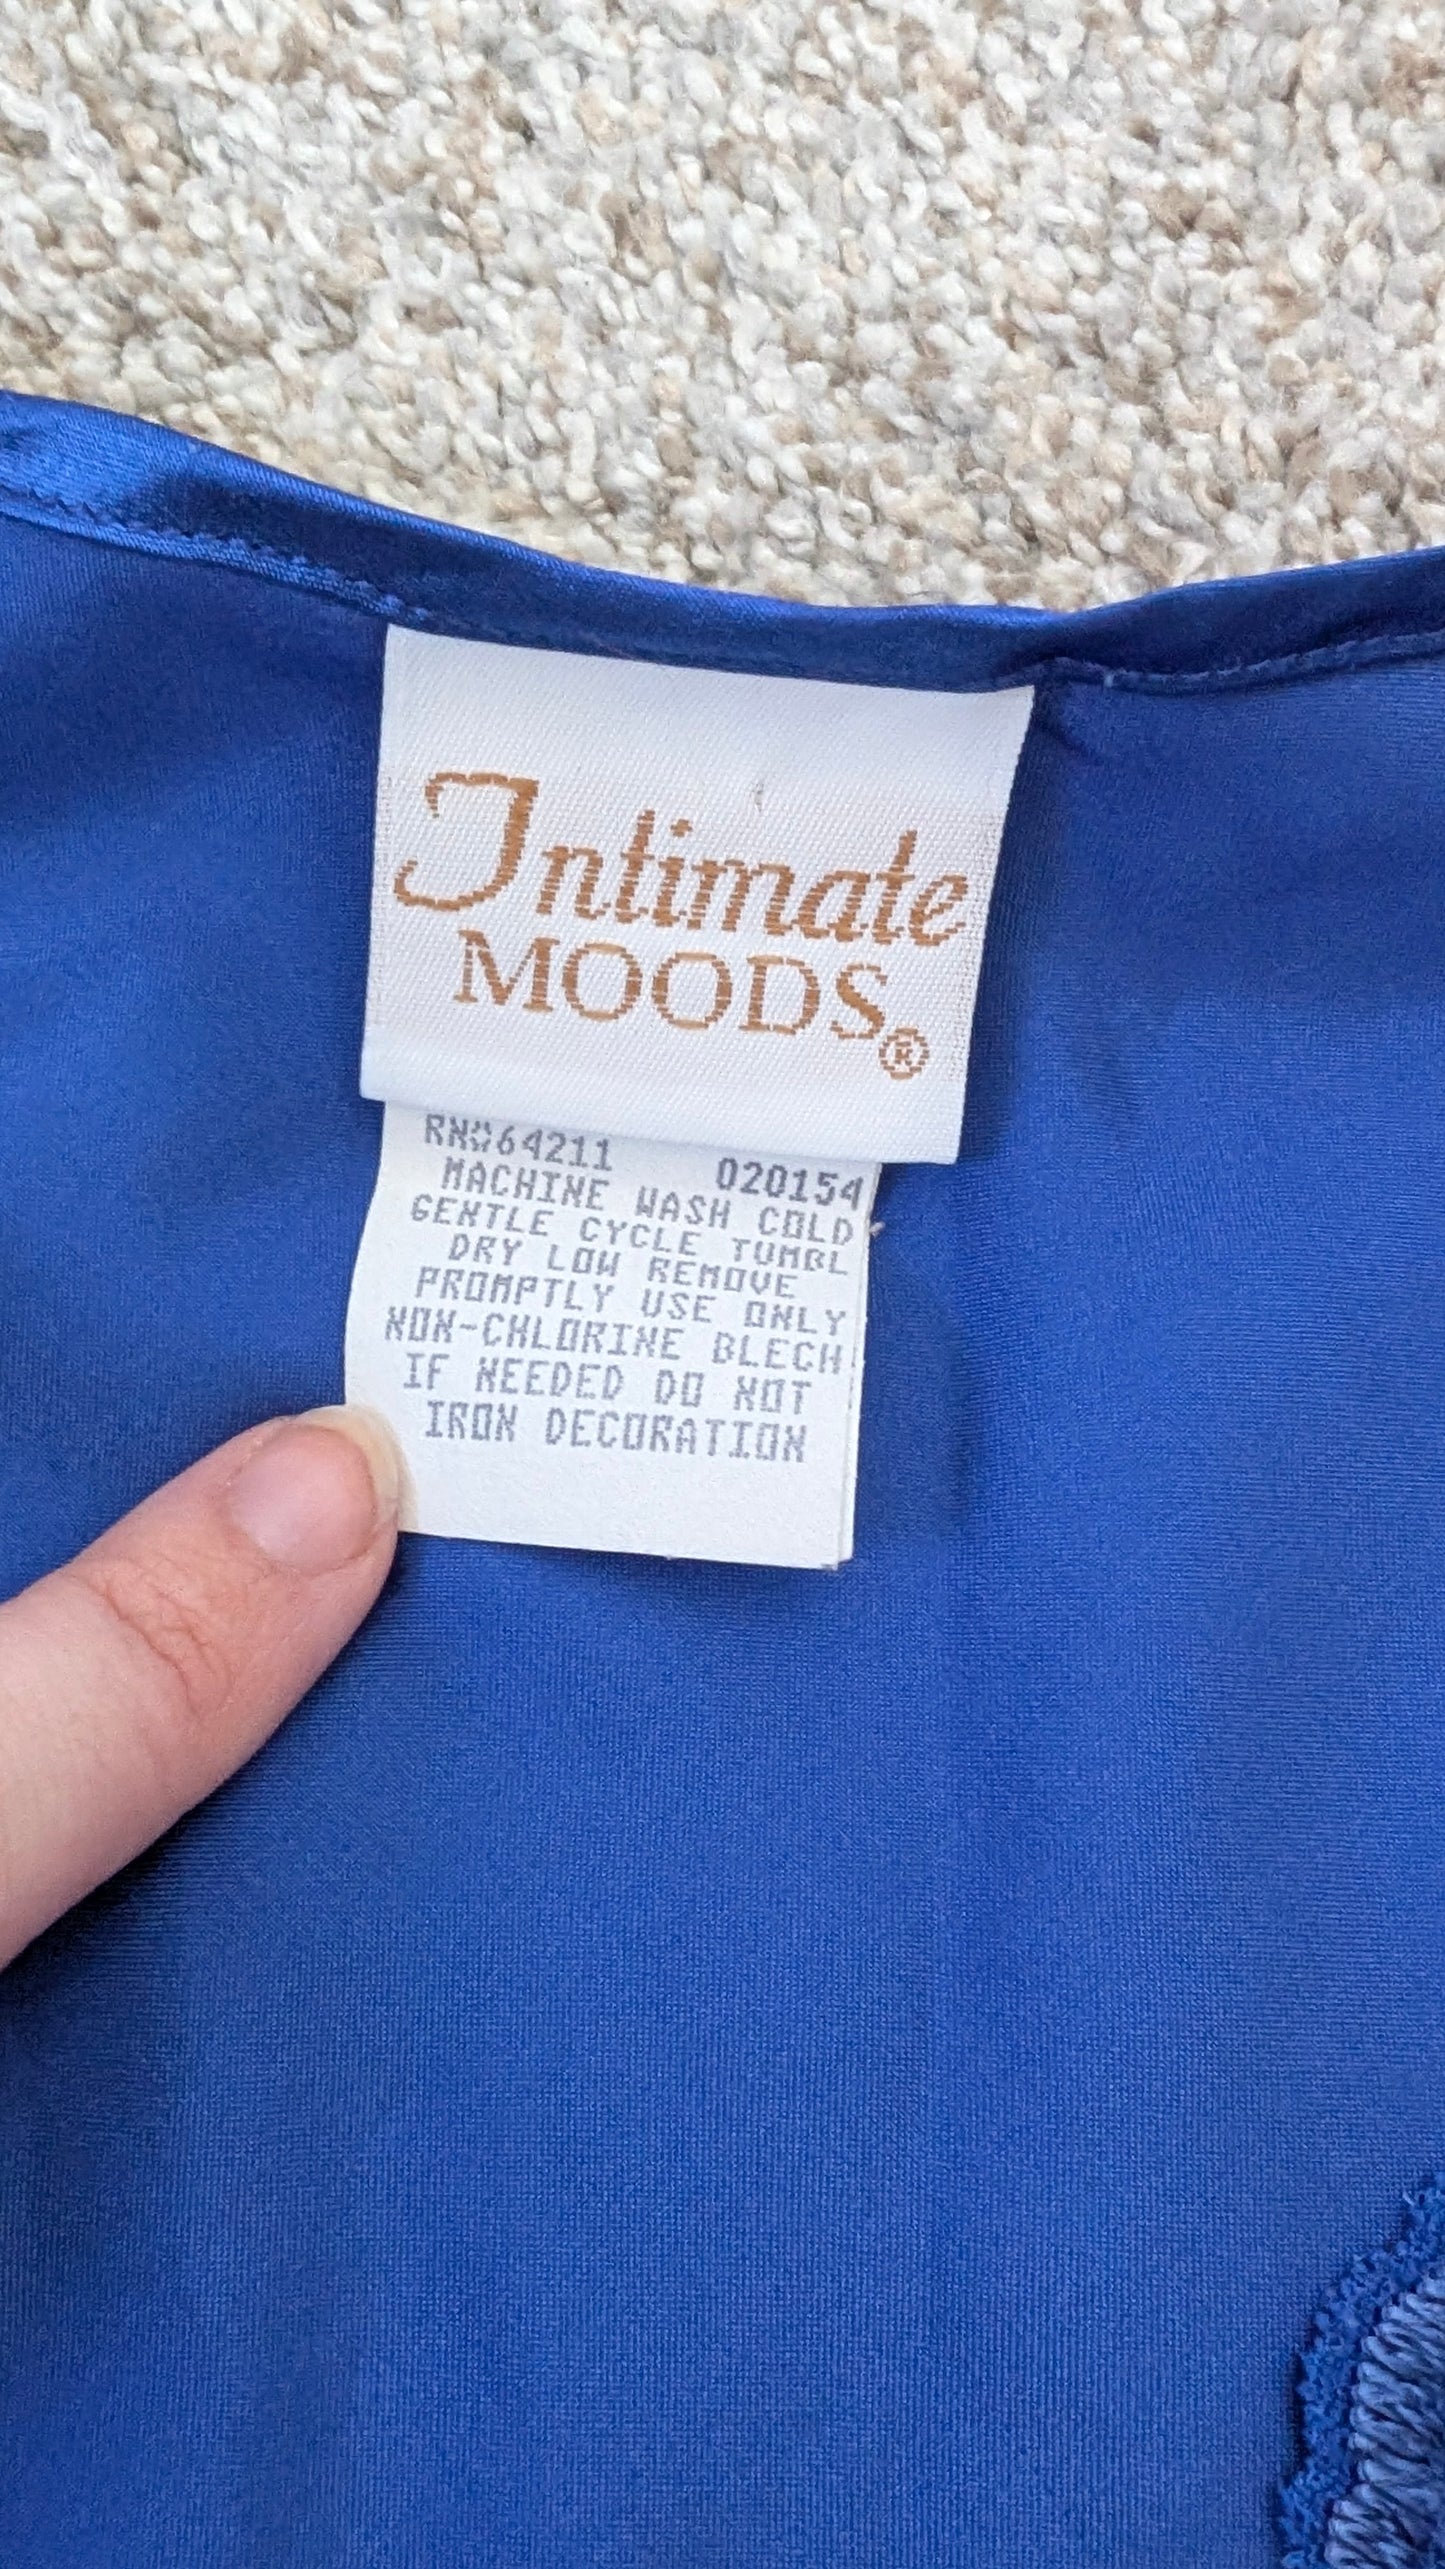 Intimate
MOODS®
RN#64211 020154
MACHINE WASH COLD
GENTLE CYCLE TUMBL
DRY LOW REMOVE
PROMPTLY USE ONLY
NON-CHLORINE BLECH
IF NEEDED DO NOT
IRON DECORATION